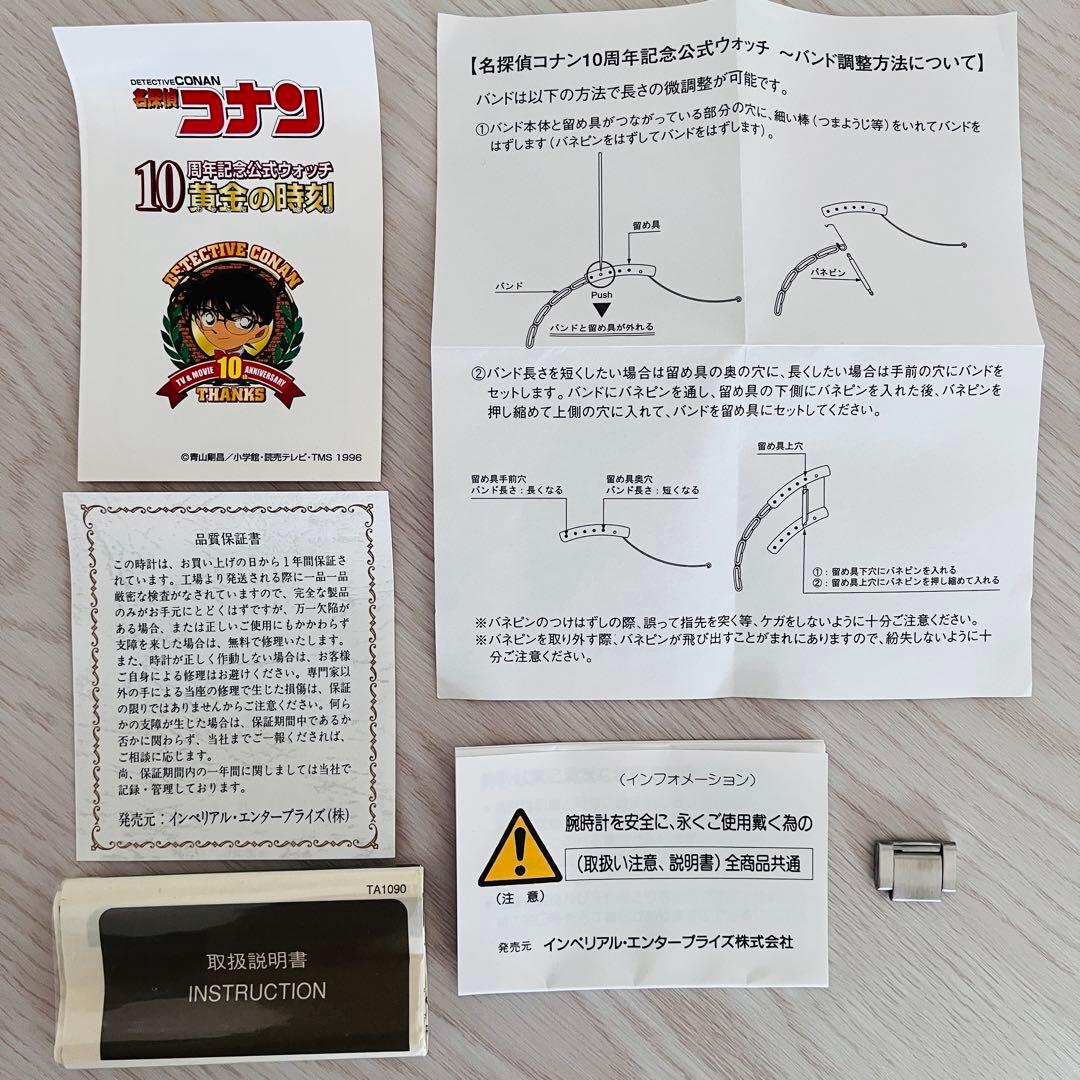 DETECTIVE CONAN
名探偵
コナン
10周年記念公式ウォッチ
黄金の時刻
DETECTIVE CONAN
TV & MOVIE 10th ANNIVERSARY
THANKS
©青山剛昌／小学館・読売テレビ・TMS 1996
【名探偵コナン10周年記念公式ウォッチ ～バンド調整方法について】
バンドは以下の方法で長さの微調整が可能です。
①バンド本体と留め具がつながっている部分の穴に、細い棒（つまようじ等）をいれてバンドを
はずします（バネピンをはずしてバンドをはずします）。
留め具
バンド
Push
バンドと留め具が外れる
バネピン
②バンド長さを短くしたい場合は留め具の奥の穴に、長くしたい場合は手前の穴にバンドを
セットします。バンドにバネピンを通し、留め具の下側にバネピンを入れた後、バネピンを
押し縮めて上側の穴に入れて、バンドを留め具にセットしてください。
留め具手前穴
バンド長さ：長くなる
留め具奥穴
バンド長さ：短くなる
留め具上穴
①：留め具下穴にバネピンを入れる
②：留め具上穴にバネピンを押し縮めて入れる
※バネピンのつけはずしの際、誤って指先を突く等、ケガをしないように十分ご注意ください。
※バネピンを取り外す際、バネピンが飛び出すことがまれにありますので、紛失しないように十
分ご注意ください。
品質保証書
この時計は、お買い上げの日から1年間保証さ
れています。工場より発送される際に一品一品
厳密な検査がなされていますので、完全な製品
のみがお手元にとどくはずですが、万一欠陥が
ある場合、または正しいご使用にもかかわらず
支障を来した場合は、無料で修理いたします。
また、時計が正しく作動しない場合は、お客様
ご自身による修理はお避けください。専門家以
外の手による当座の修理で生じた損傷は、保証
の限りではありませんからご注意ください。何ら
かの支障が生じた場合は、保証期間中であるか
否かに関わらず、当社までご一報くだされば、
ご相談に応じます。
尚、保証期間内の一年間に関しましては当社で
記録・管理しております。
発売元：インペリアル・エンタープライズ（株）
TA1090
取扱説明書
INSTRUCTION
（インフォメーション）
腕時計を安全に、永くご使用戴く為の
（取扱い注意、説明書）全商品共通
（注 意）
発売元 インペリアル・エンタープライズ株式会社